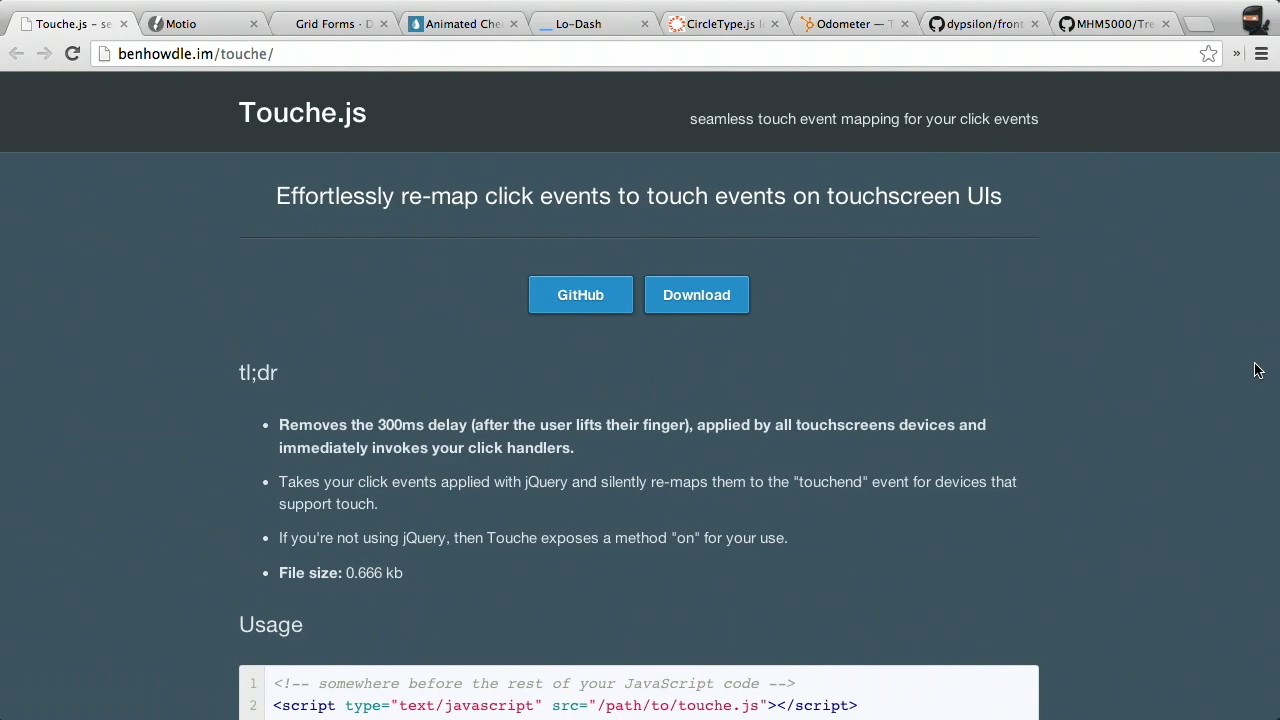 Touche.js – se
Motio
Grid Forms · D
Animated Che
Lo-Dash
CircleType.js
Odometer — T
dypsilon/front
MHM5000/Tre
benhowdle.im/touche/
Touche.js
seamless touch event mapping for your click events
Effortlessly re-map click events to touch events on touchscreen UIs
GitHub
Download
tl;dr
Removes the 300ms delay (after the user lifts their finger), applied by all touchscreens devices and
immediately invokes your click handlers.
Takes your click events applied with jQuery and silently re-maps them to the "touchend" event for devices that
support touch.
If you're not using jQuery, then Touche exposes a method "on" for your use.
File size: 0.666 kb
Usage
1 <!-- somewhere before the rest of your JavaScript code -->
2 <script type="text/javascript" src="/path/to/touche.js"></script>